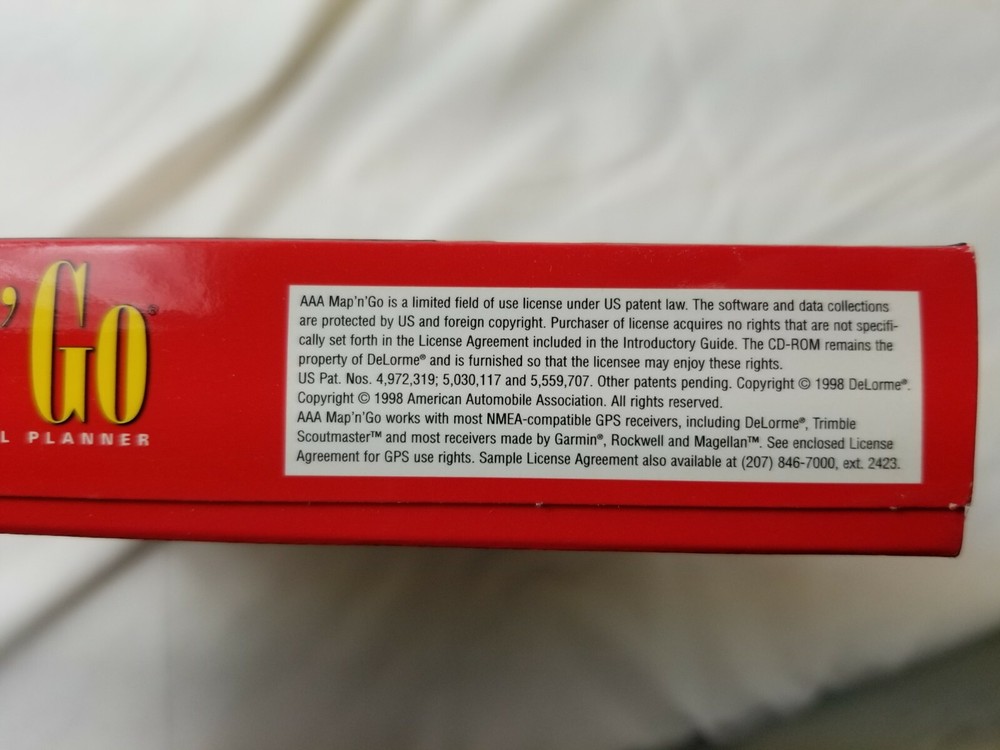 'Go®
L PLANNER
AAA Map'n'Go is a limited field of use license under US patent law. The software and data collections
are protected by US and foreign copyright. Purchaser of license acquires no rights that are not specifi-
cally set forth in the License Agreement included in the Introductory Guide. The CD-ROM remains the
property of DeLorme® and is furnished so that the licensee may enjoy these rights.
US Pat. Nos. 4,972,319; 5,030,117 and 5,559,707. Other patents pending. Copyright © 1998 DeLorme®.
Copyright © 1998 American Automobile Association. All rights reserved.
AAA Map'n'Go works with most NMEA-compatible GPS receivers, including DeLorme®, Trimble
Scoutmaster™ and most receivers made by Garmin®, Rockwell and Magellan™. See enclosed License
Agreement for GPS use rights. Sample License Agreement also available at (207) 846-7000, ext. 2423.